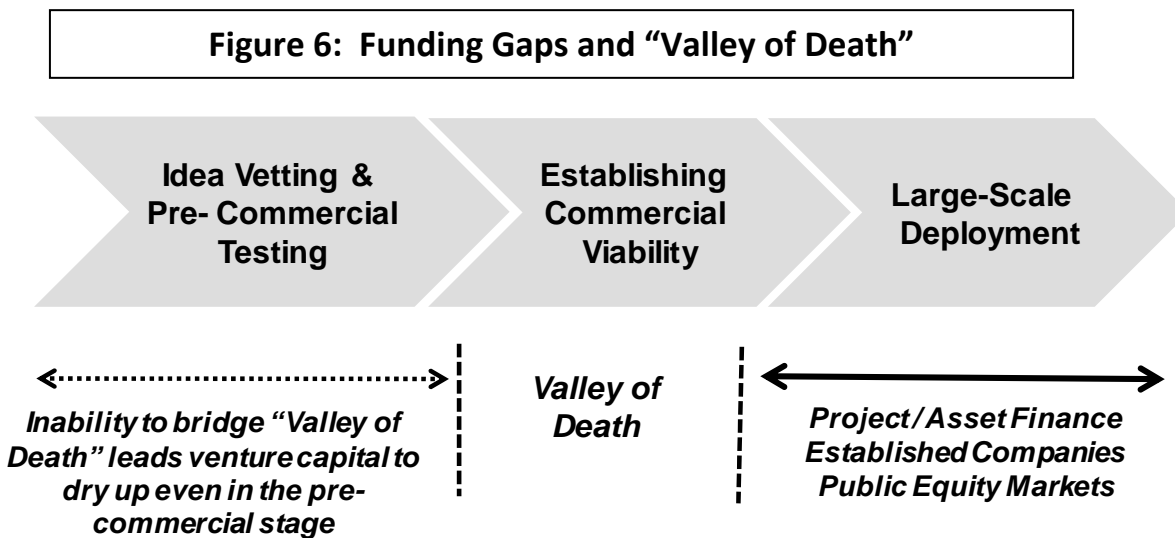 Figure 6: Funding Gaps and “Valley of Death”
Idea Vetting &
Pre- Commercial
Testing
Establishing
Commercial
Viability
Large-Scale
Deployment
Inability to bridge “Valley of
Death” leads venture capital to
dry up even in the pre-
commercial stage
Valley of
Death
Project / Asset Finance
Established Companies
Public Equity Markets